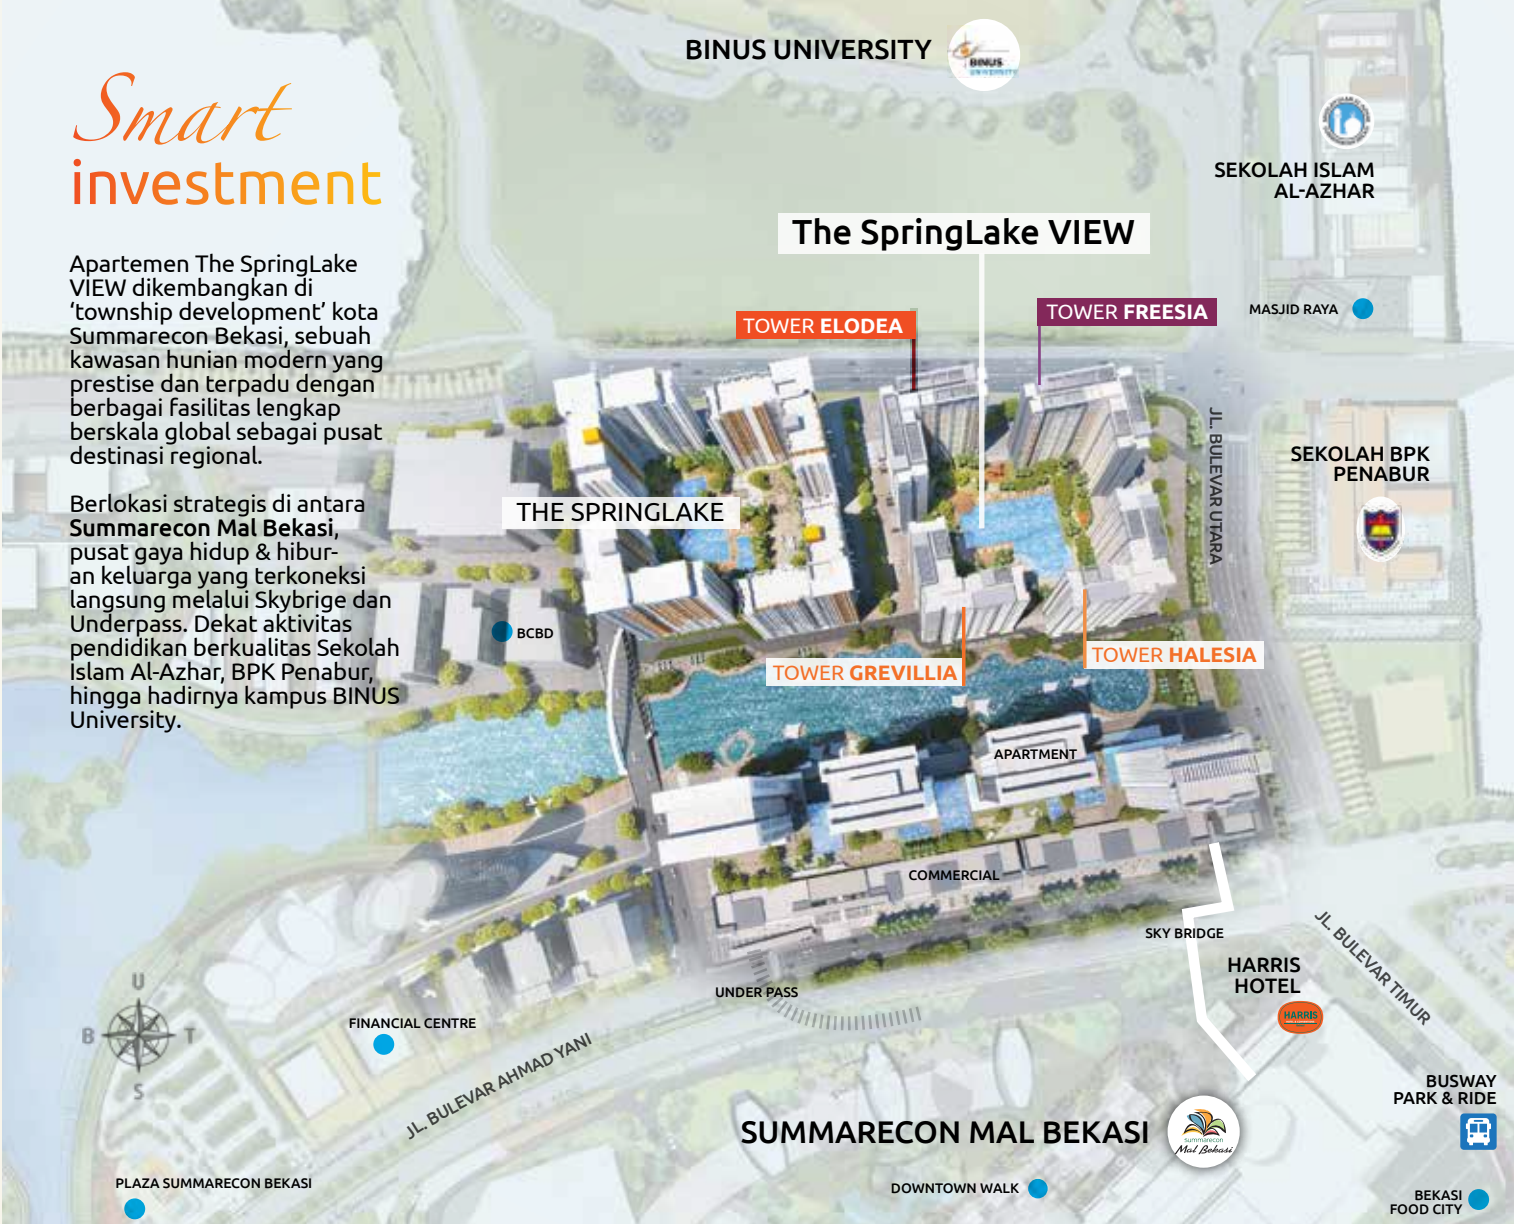 BINUS UNIVERSITY
BINUS
UNIVERSITY
Smart
investment
SEKOLAH ISLAM
AL-AZHAR
The SpringLake VIEW
Apartemen The SpringLake
VIEW dikembangkan di
‘township development’ kota
Summarecon Bekasi, sebuah
kawasan hunian modern yang
prestise dan terpadu dengan
berbagai fasilitas lengkap
berskala global sebagai pusat
destinasi regional.
Berlokasi strategis di antara
Summarecon Mal Bekasi,
pusat gaya hidup & hibur-
an keluarga yang terkoneksi
langsung melalui Skybrige dan
Underpass. Dekat aktivitas
pendidikan berkualitas Sekolah
Islam Al-Azhar, BPK Penabur,
hingga hadirnya kampus BINUS
University.
TOWER ELODEA
TOWER FREESIA
MASJID RAYA
JL. BULEVAR UTARA
SEKOLAH BPK
PENABUR
THE SPRINGLAKE
BCBD
TOWER GREVILLIA
TOWER HALESIA
APARTMENT
COMMERCIAL
SKY BRIDGE
JL. BULEVAR TIMUR
HARRIS
HOTEL
HARRIS
UNDER PASS
U
B
T
S
FINANCIAL CENTRE
JL. BULEVAR AHMAD YANI
BUSWAY
PARK & RIDE
SUMMARECON MAL BEKASI
summarecon
Mal Bekasi
PLAZA SUMMARECON BEKASI
DOWNTOWN WALK
BEKASI
FOOD CITY